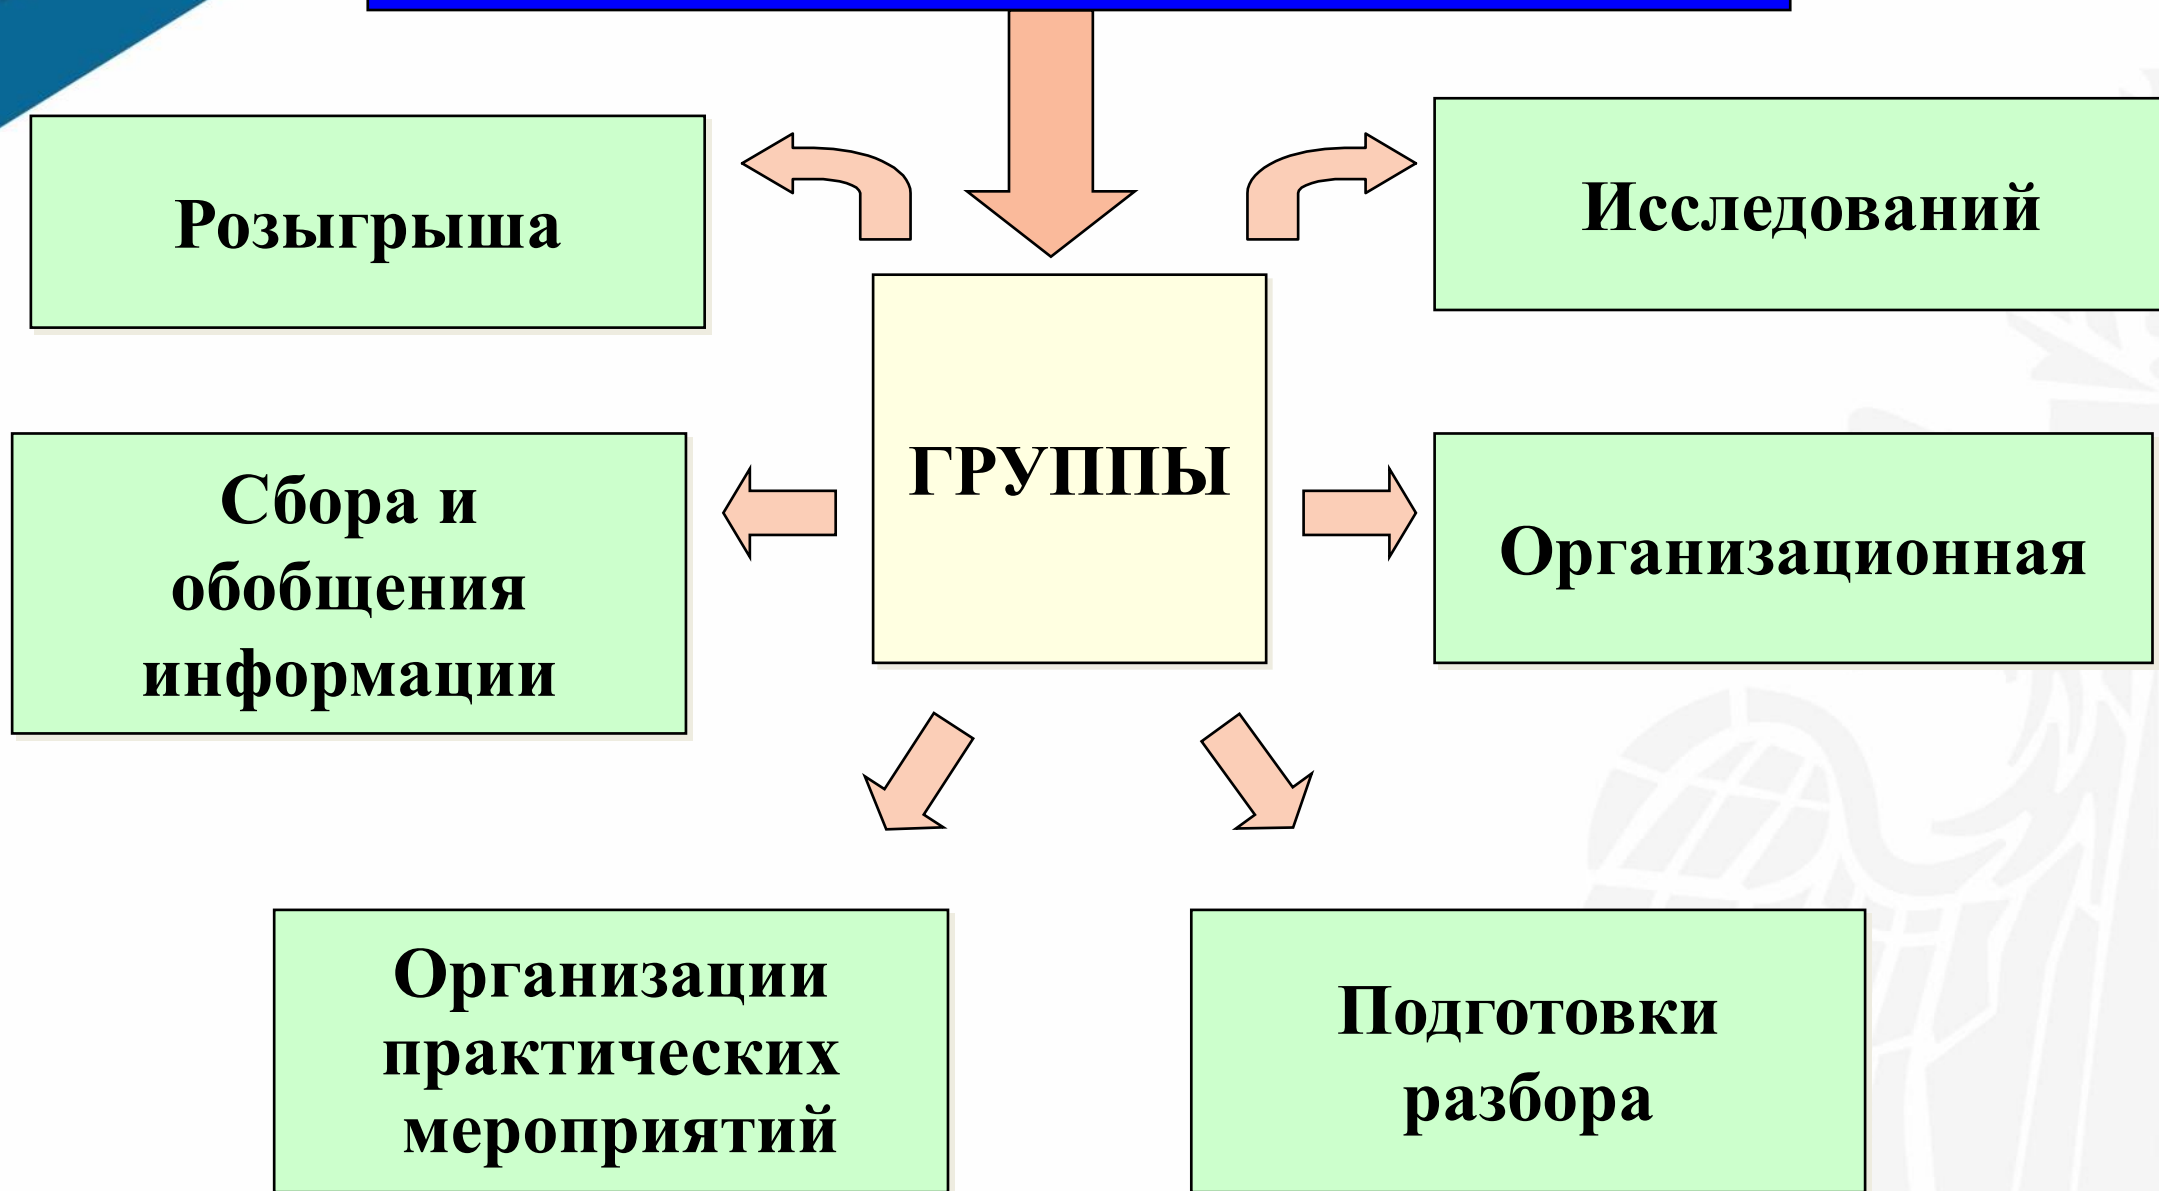 Розыгрыша
Исследований
ГРУППЫ
Сбора и
обобщения
информации
Организационная
Организации
практических
мероприятий
Подготовки
разбора